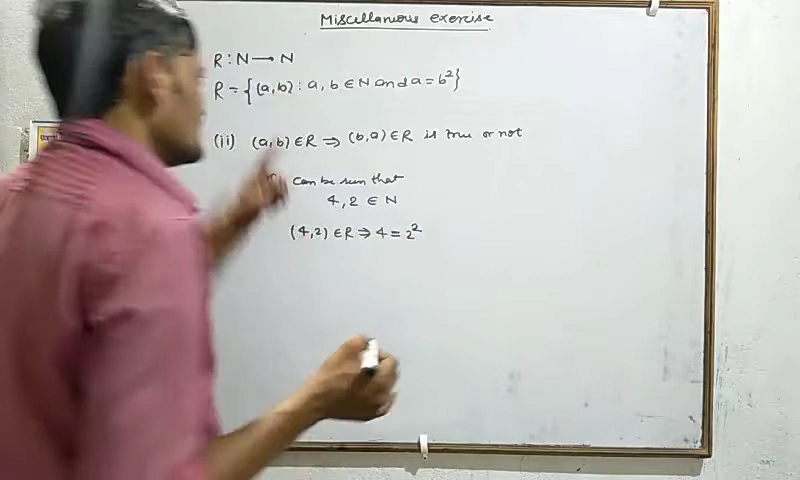 Miscellaneous exercise
R : N → N
R = {(a,b) : a, b ∈ N and a = b²}
(ii) (a,b) ∈ R ⇒ (b,a) ∈ R is true or not
can be seen that
4, 2 ∈ N
(4,2) ∈ R ⇒ 4 = 2²